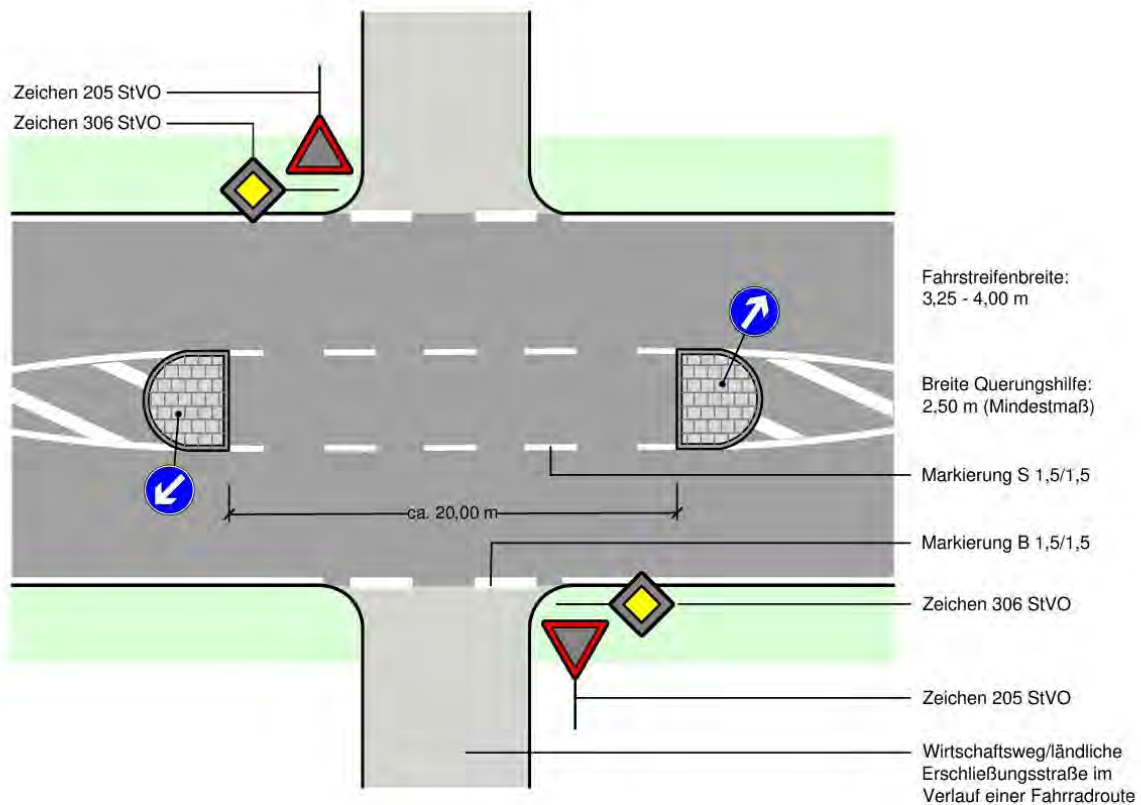 Zeichen 205 StVO
Zeichen 306 StVO
Fahrstreifenbreite:
3,25 - 4,00 m
Breite Querungshilfe:
2,50 m (Mindestmaß)
Markierung S 1,5/1,5
ca. 20,00 m
Markierung B 1,5/1,5
Zeichen 306 StVO
Zeichen 205 StVO
Wirtschaftsweg/ländliche
Erschließungsstraße im
Verlauf einer Fahrradroute